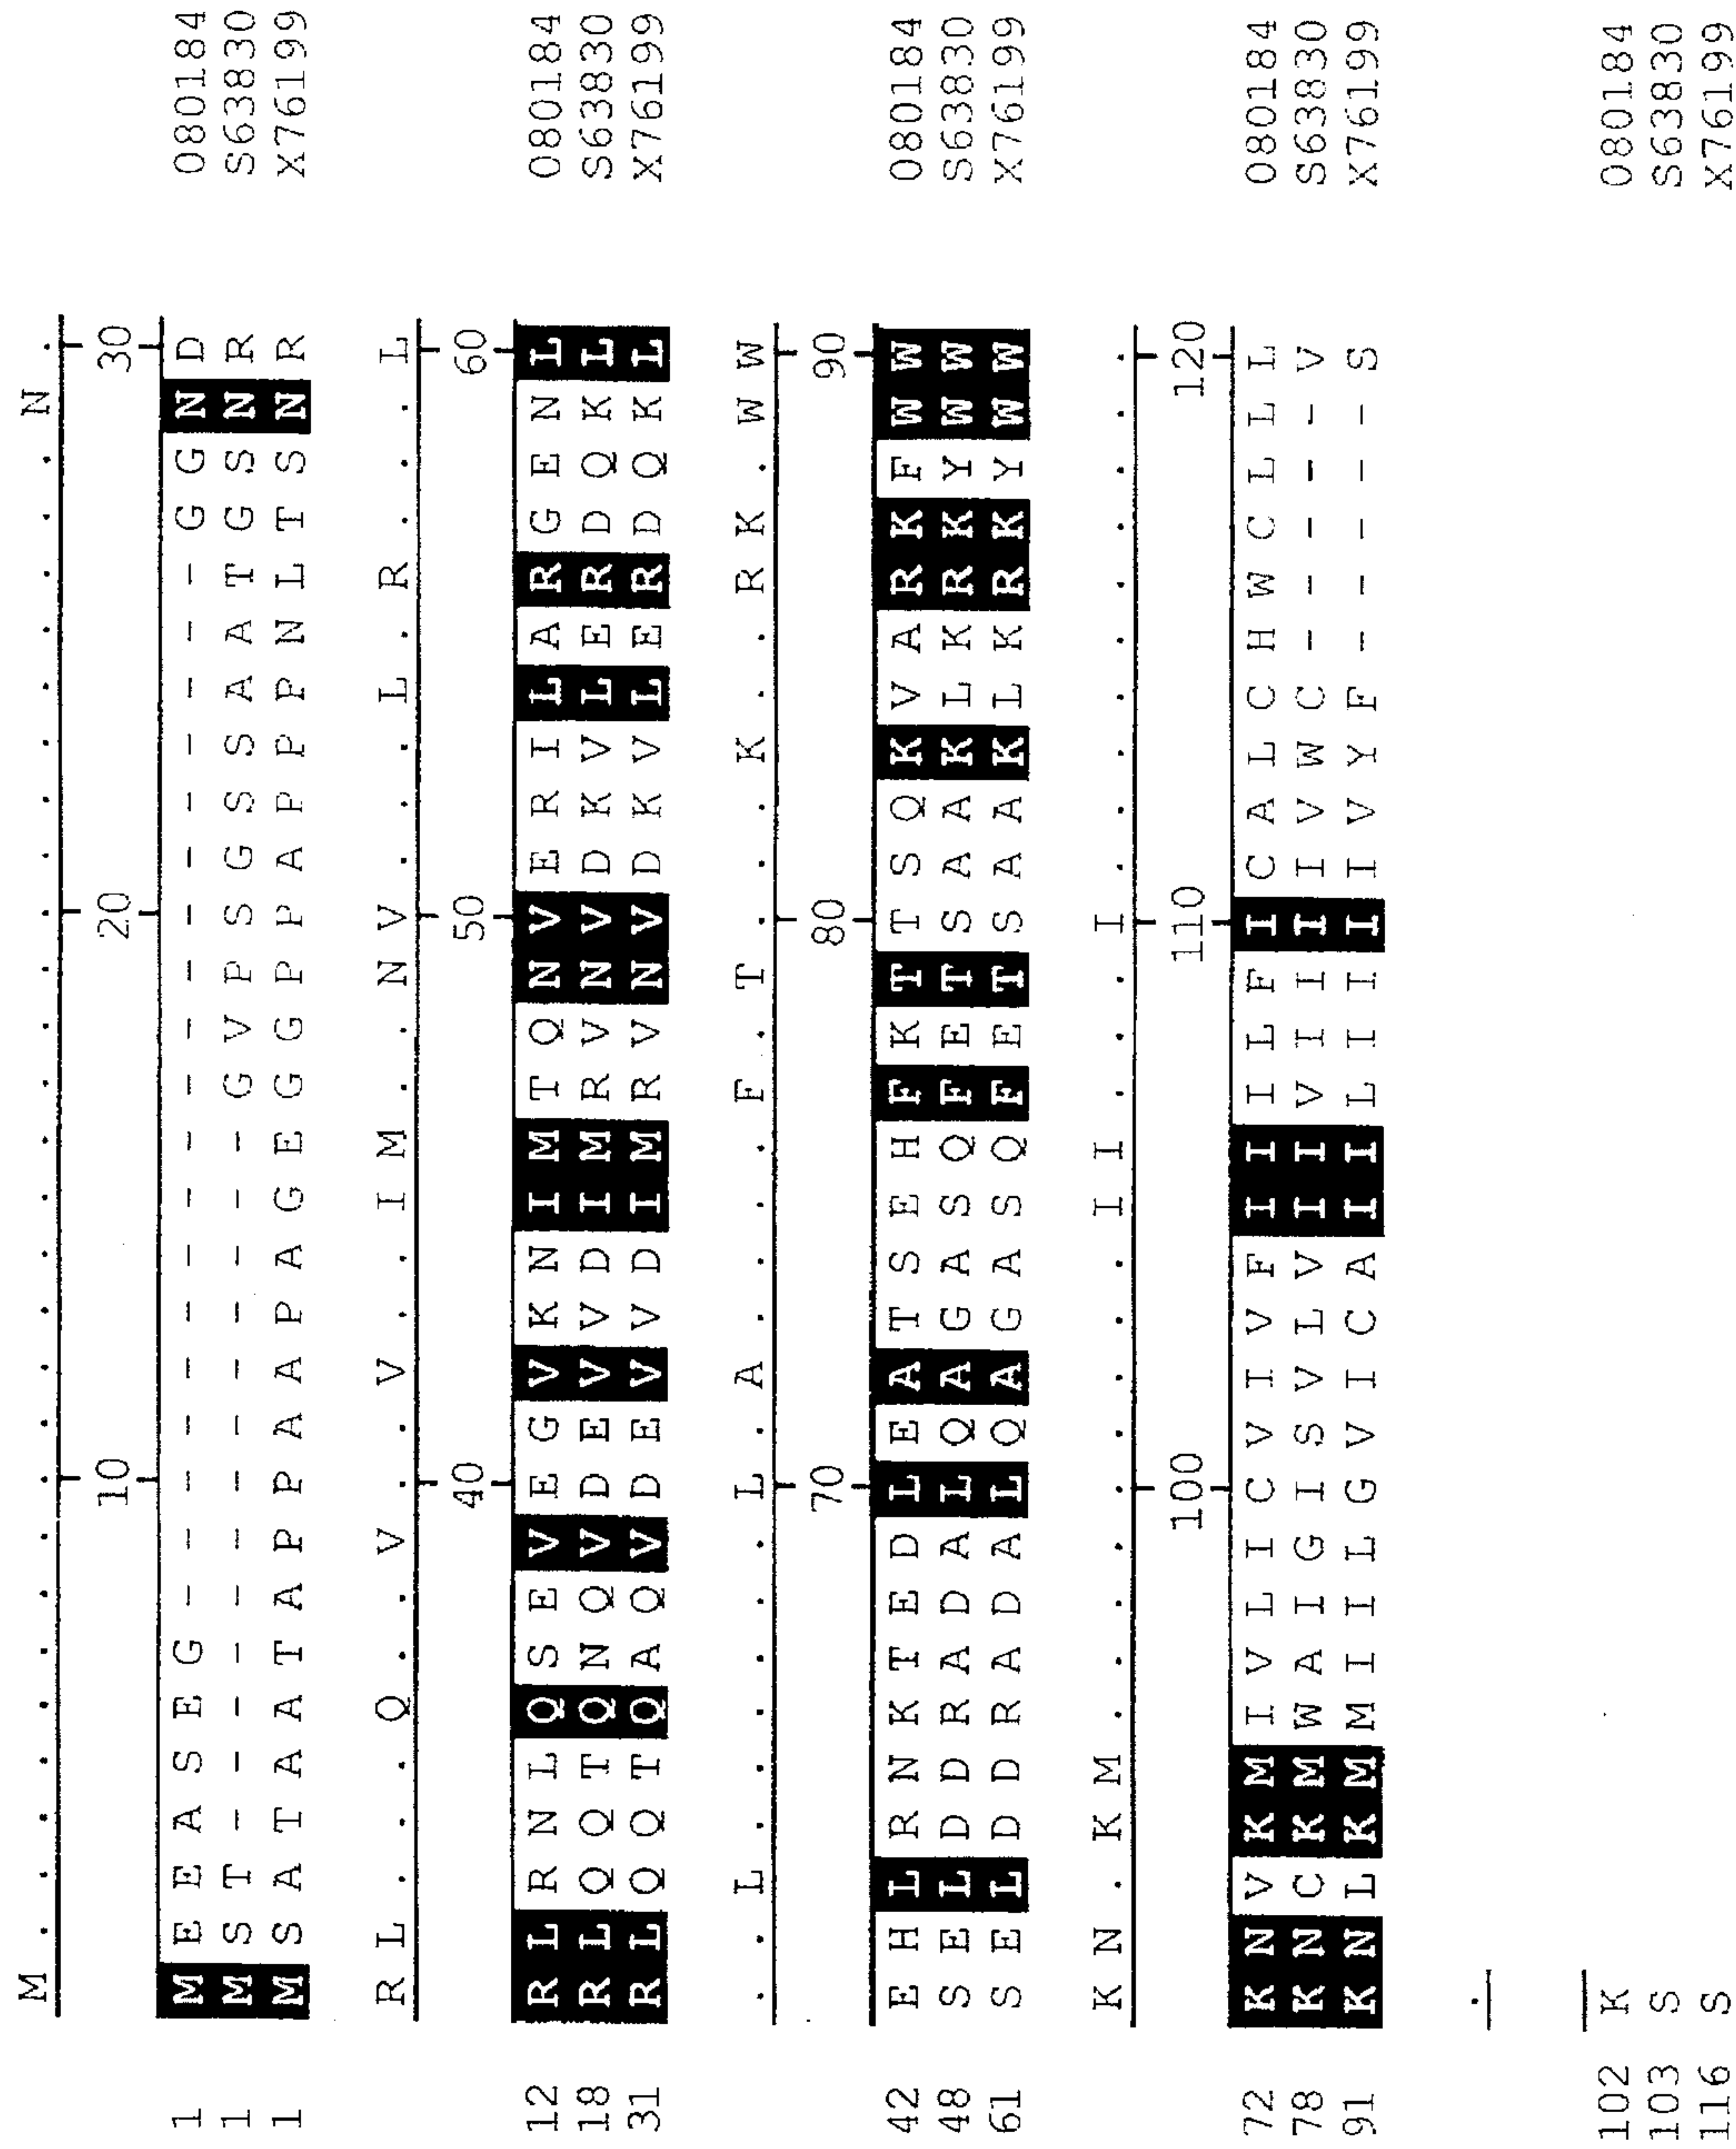 M . . . . . . . . . . . . . . . . . . . . . . . . . . . N .
10 20 30
1 M E E A S E G - - - - - - - - - - - - - - - - - - - G G N D 080184
1 M S T - - - - - - - - - - - - - G V P S G S S A A T G S N R S63830
1 M S A T A A T A P P A A P A G E G G P P A P P P N L T S N R X76199
R L . . . Q . . V . . V . . I M . . N V . . . L . R . . . L
40 50 60
12 R L R N L Q S E V E G V K N I M T Q N V E R I L A R G E N L 080184
18 R L Q Q T Q N Q V D E V V D I M R V N V D K V L E R D Q K L S63830
31 R L Q Q T Q A Q V D E V V D I M R V N V D K V L E R D Q K L X76199
. . L . . . . . . L . A . . . . F . T . . . K . . R K . W W
70 80 90
42 E H L R N K T E D L E A T S E H F K T T S Q K V A R K F W W 080184
48 S E L D D R A D A L Q A G A S Q F E T S A A K L K R K Y W W S63830
61 S E L D D R A D A L Q A G A S Q F E T S A A K L K R K Y W W X76199
K N . K M . . . . . . . . . I I . . . I . . . . . . . . . .
100 110 120
72 K N V K M I V L I C V I V F I I I L F I C A L C H W C L L L 080184
78 K N C K M W A I G I S V L V I I V I I I I V W C - - - - - V S63830
91 K N L K M M I I L G V I C A I I L I I I I V Y F - - - - - S X76199
.
102 K 080184
103 S S63830
116 S X76199